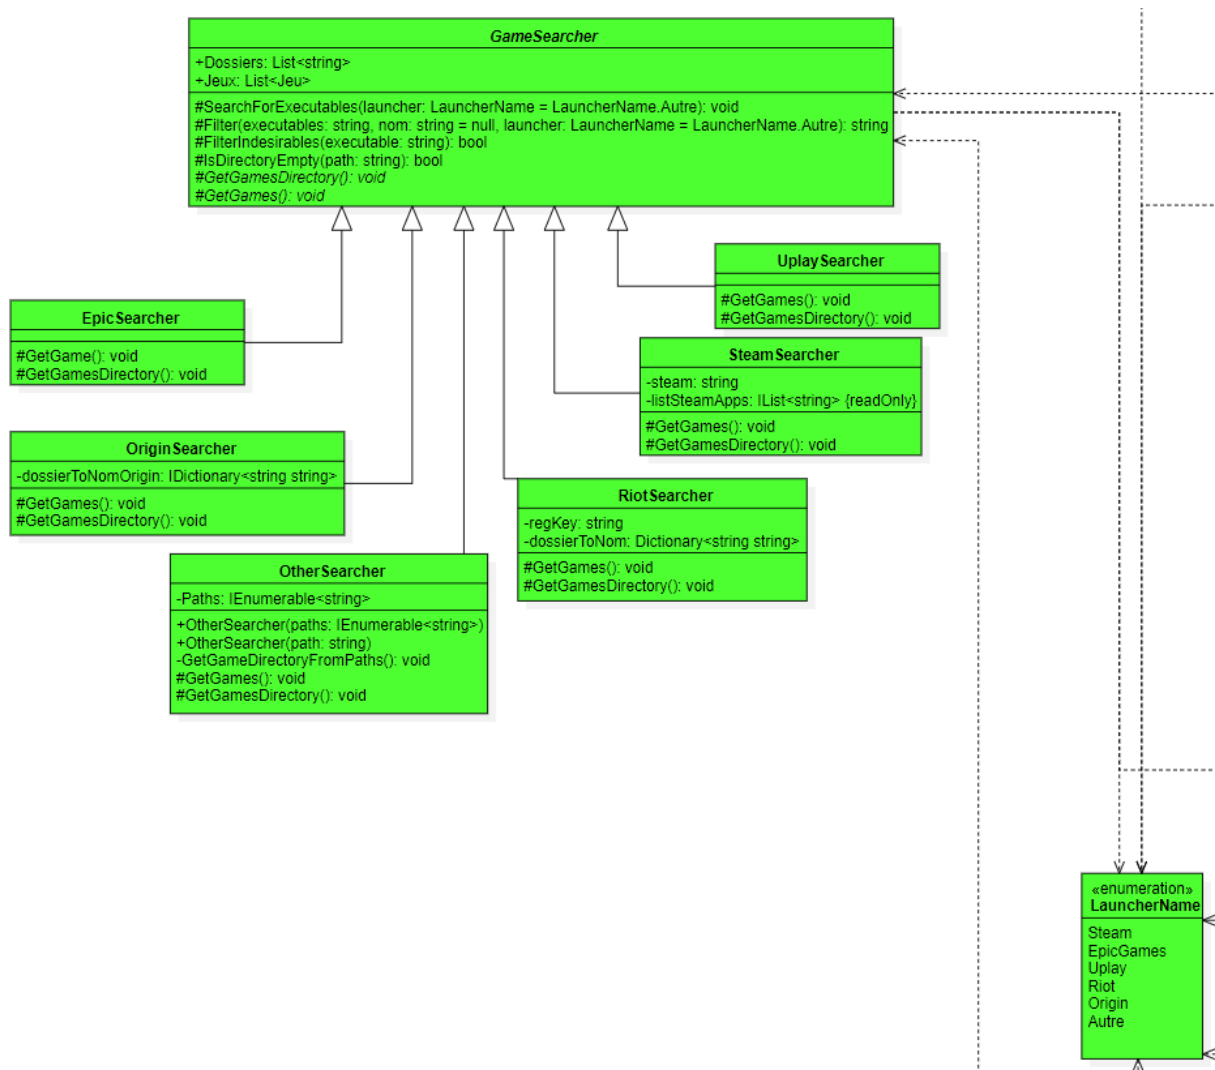 GameSearcher
+Dossiers: List<string>
+Jeux: List<Jeu>
#SearchForExecutables(launcher: LauncherName = LauncherName.Autre): void
#Filter(executables: string, nom: string = null, launcher: LauncherName = LauncherName.Autre): string
#FilterIndesirables(executable: string): bool
#IsDirectoryEmpty(path: string): bool
#GetGamesDirectory(): void
#GetGames(): void
UplaySearcher
#GetGames(): void
#GetGamesDirectory(): void
EpicSearcher
#GetGame(): void
#GetGamesDirectory(): void
SteamSearcher
-steam: string
-listSteamApps: IList<string> {readOnly}
#GetGames(): void
#GetGamesDirectory(): void
OriginSearcher
-dossierToNomOrigin: IDictionary<string string>
#GetGames(): void
#GetGamesDirectory(): void
RiotSearcher
-regKey: string
-dossierToNom: Dictionary<string string>
#GetGames(): void
#GetGamesDirectory(): void
OtherSearcher
-Paths: IEnumerable<string>
+OtherSearcher(paths: IEnumerable<string>)
+OtherSearcher(path: string)
-GetGameDirectoryFromPaths(): void
#GetGames(): void
#GetGamesDirectory(): void
«enumeration»
LauncherName
Steam
EpicGames
Uplay
Riot
Origin
Autre